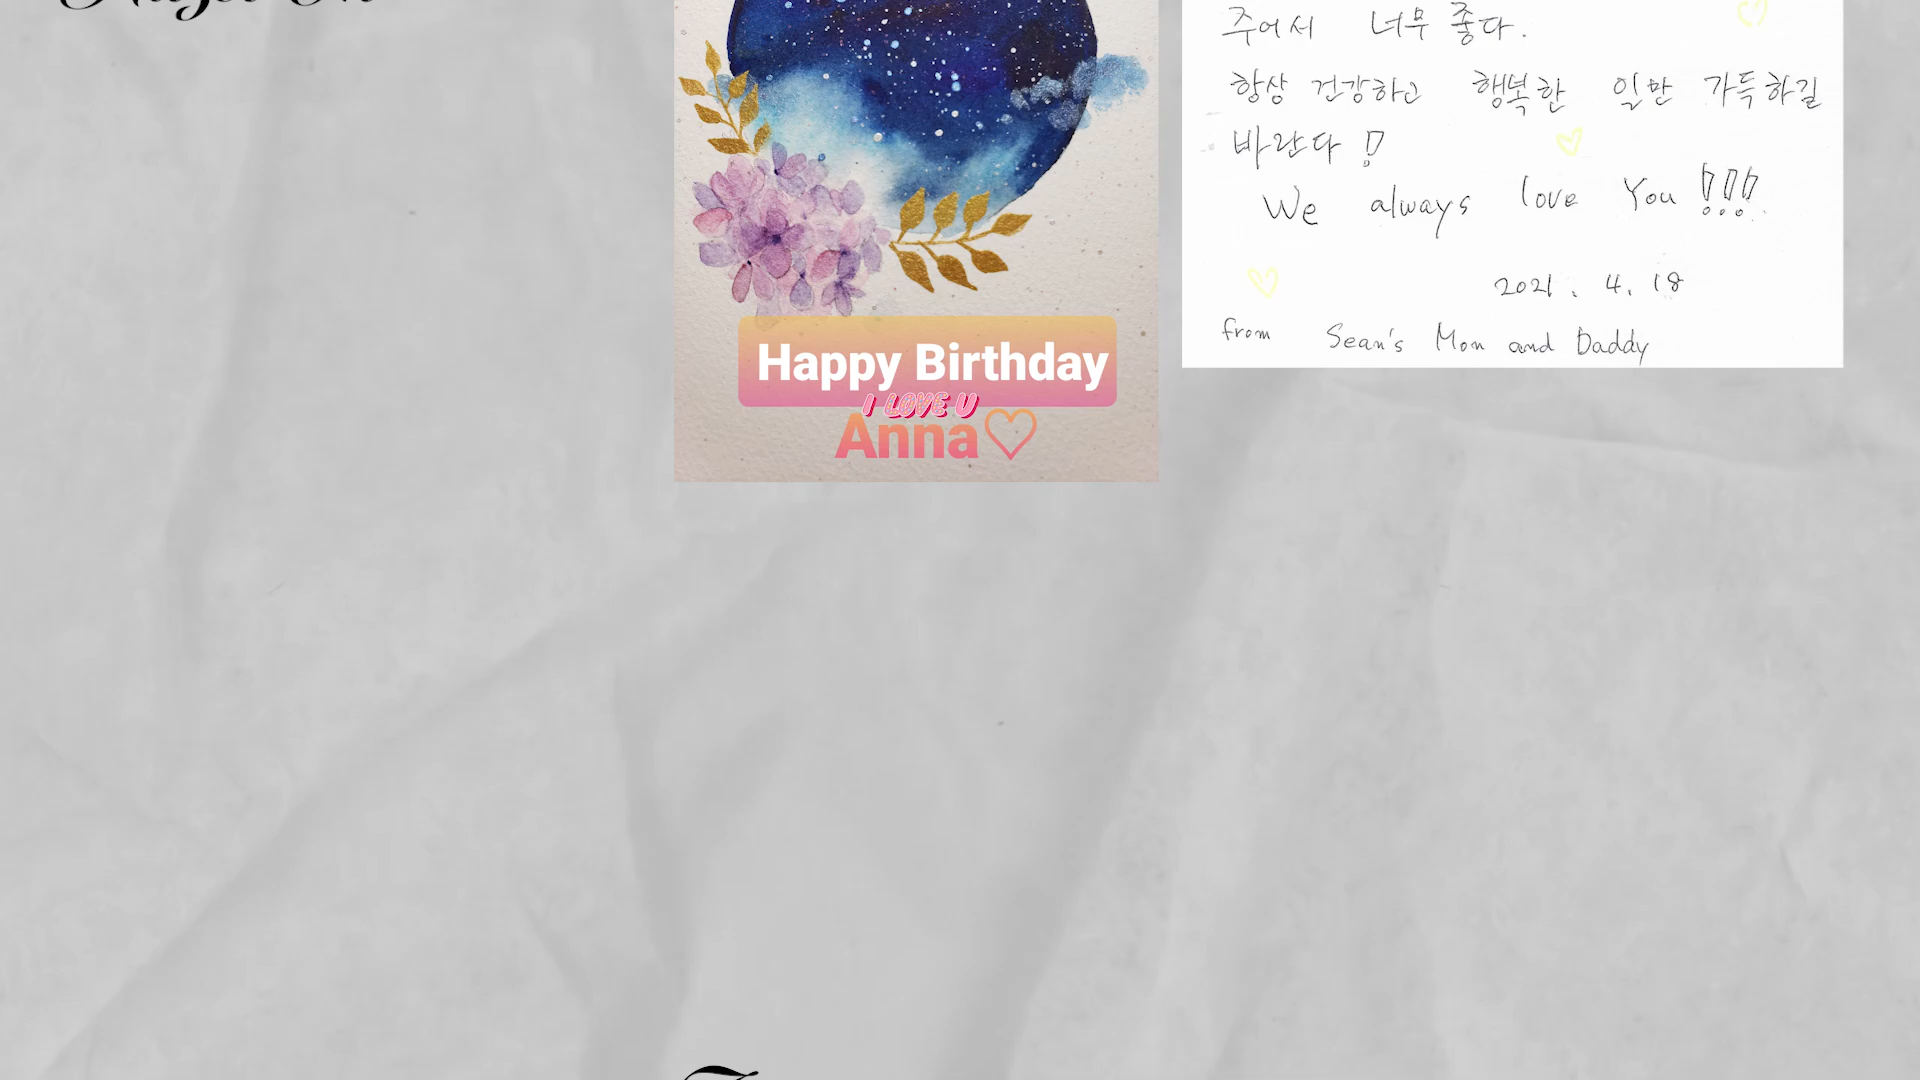 주어서 너무 좋다.
항상 건강하고 행복한 일만 가득하길
바란다!
We always love You!!!
2021. 4. 18
from Sean's Mom and Daddy
Happy Birthday
I LOVE U
Anna♡